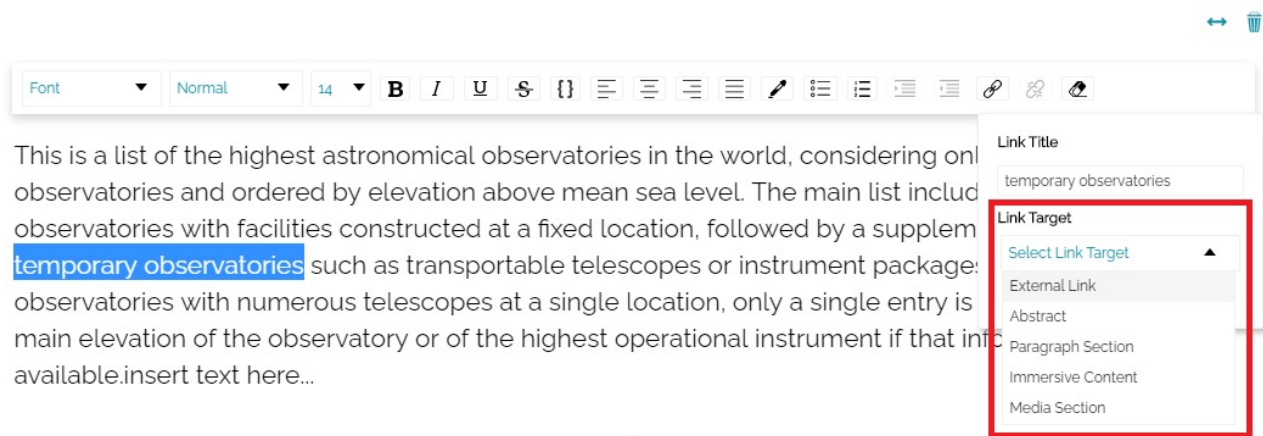 Font Normal 14 B I U S {}
Link Title
temporary observatories
Link Target
Select Link Target
External Link
Abstract
Paragraph Section
Immersive Content
Media Section
This is a list of the highest astronomical observatories in the world, considering onl
observatories and ordered by elevation above mean sea level. The main list includ
observatories with facilities constructed at a fixed location, followed by a supplem
temporary observatories such as transportable telescopes or instrument packages
observatories with numerous telescopes at a single location, only a single entry is
main elevation of the observatory or of the highest operational instrument if that info
available.insert text here...